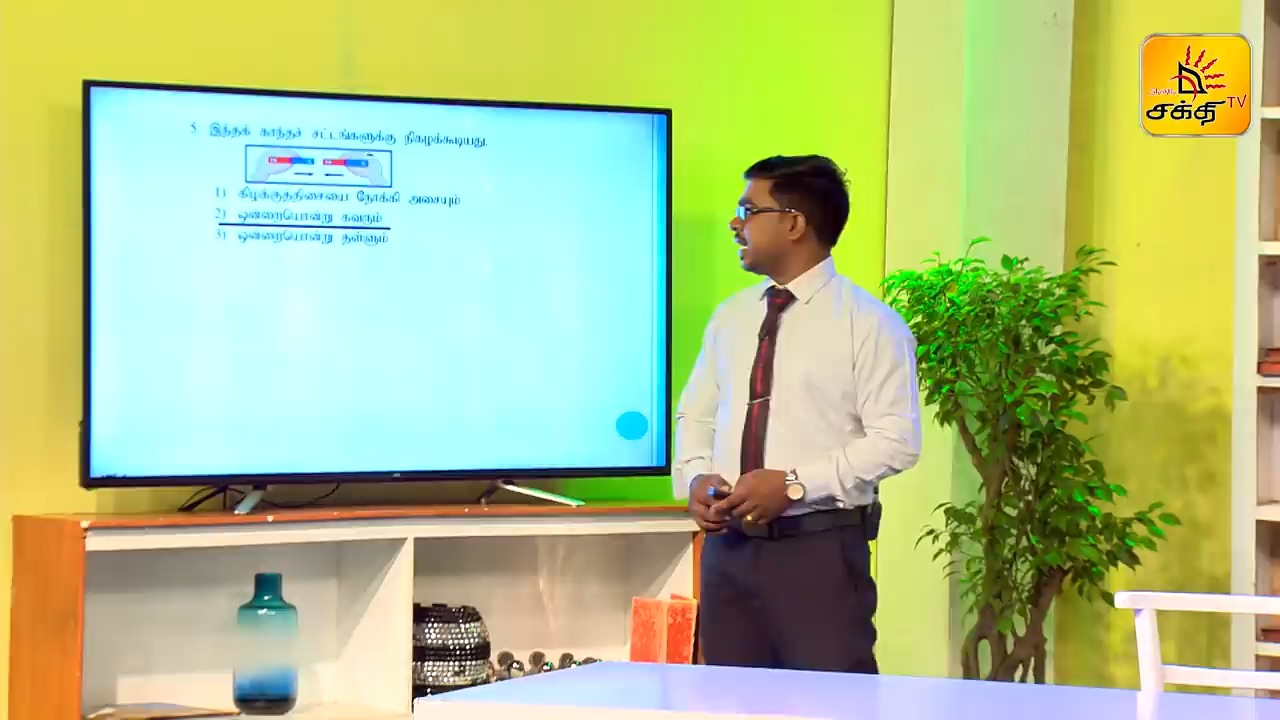 5 இந்தக் காந்தச் சட்டங்களுக்கு நிகழக்கூடியது.
1) கிழக்குத்திசையை நோக்கி அசையும்
2) ஒன்றையொன்று கவரும்
3) ஒன்றையொன்று தள்ளும்
சக்தி TV